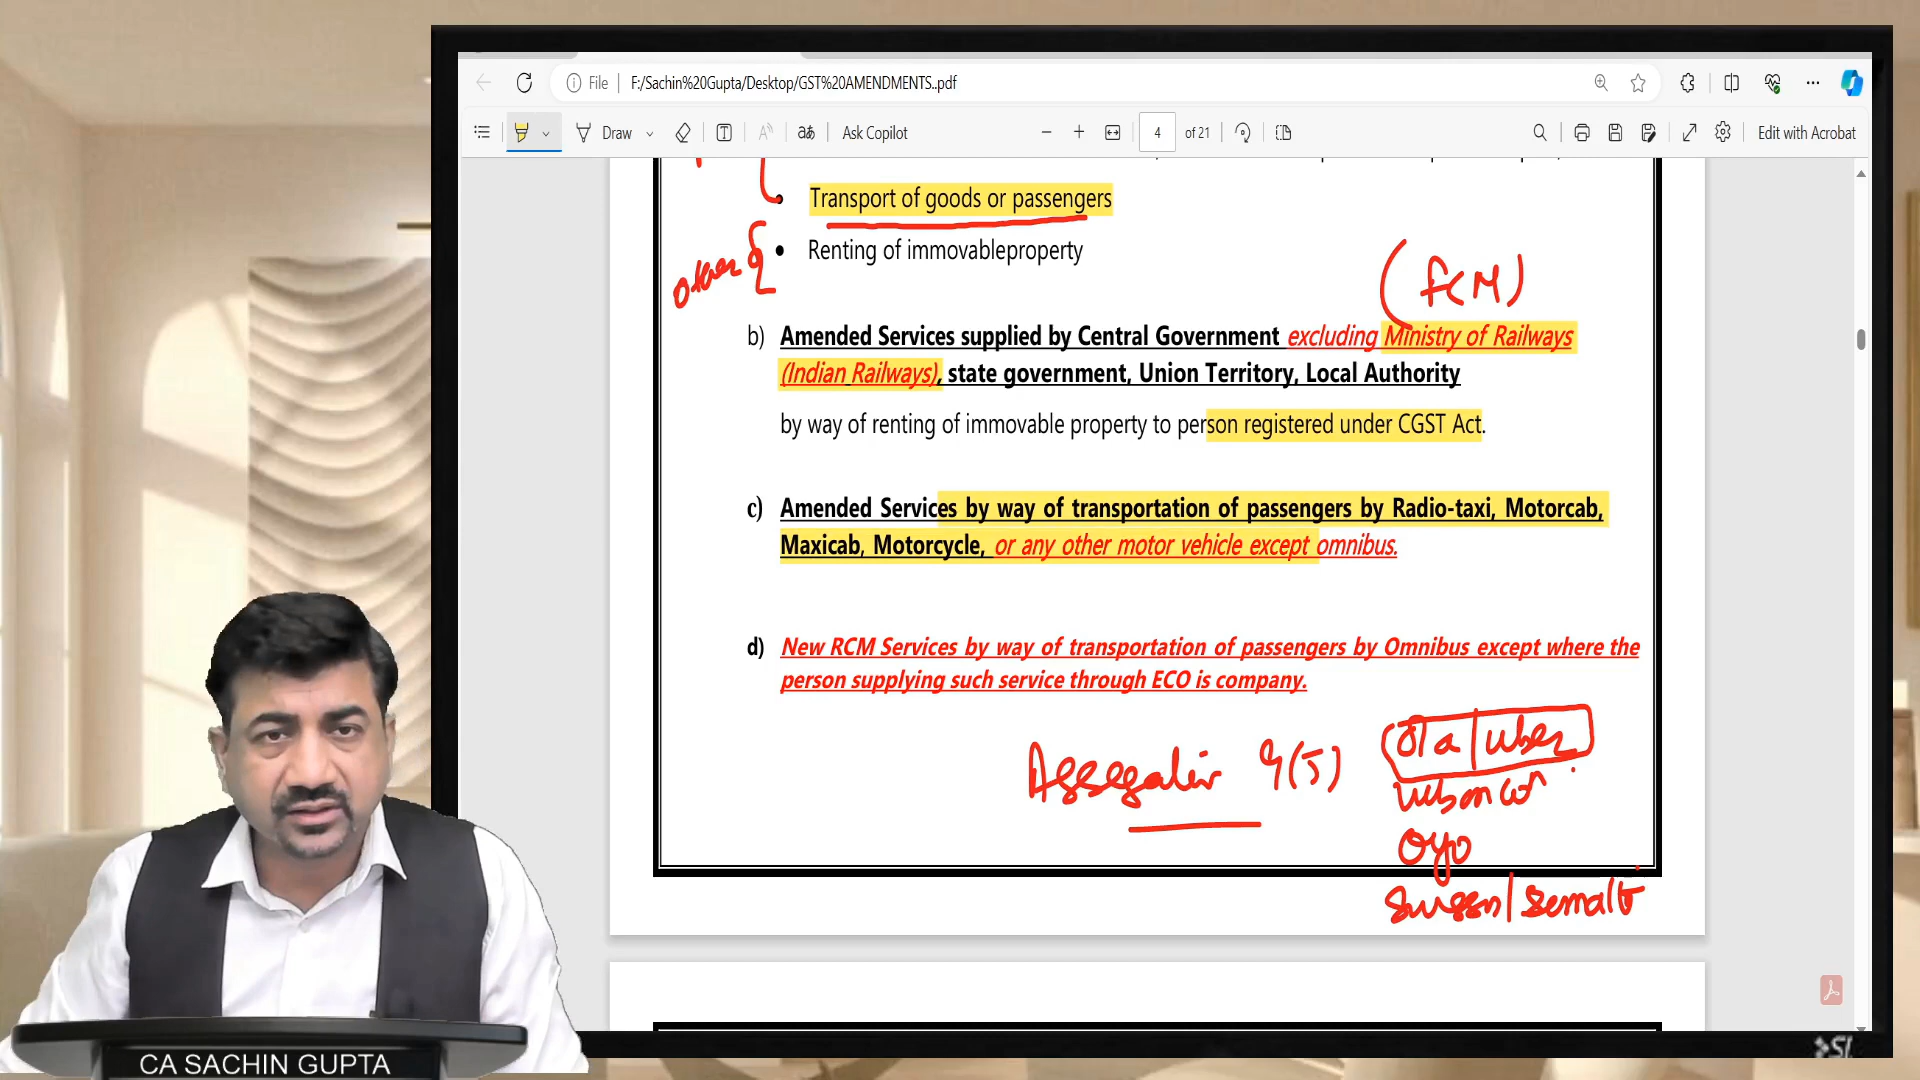 File F:/Sachin%20Gupta/Desktop/GST%20AMENDMENTS..pdf
Draw Ask Copilot 4 of 21 Edit with Acrobat
• Transport of goods or passengers
other • Renting of immovableproperty
(FCM)
b) Amended Services supplied by Central Government excluding Ministry of Railways
(Indian Railways), state government, Union Territory, Local Authority
by way of renting of immovable property to person registered under CGST Act.
c) Amended Services by way of transportation of passengers by Radio-taxi, Motorcab,
Maxicab, Motorcycle, or any other motor vehicle except omnibus.
d) New RCM Services by way of transportation of passengers by Omnibus except where the
person supplying such service through ECO is company.
Aggregator 9(5) Ola | Uber
Oyo
CA SACHIN GUPTA